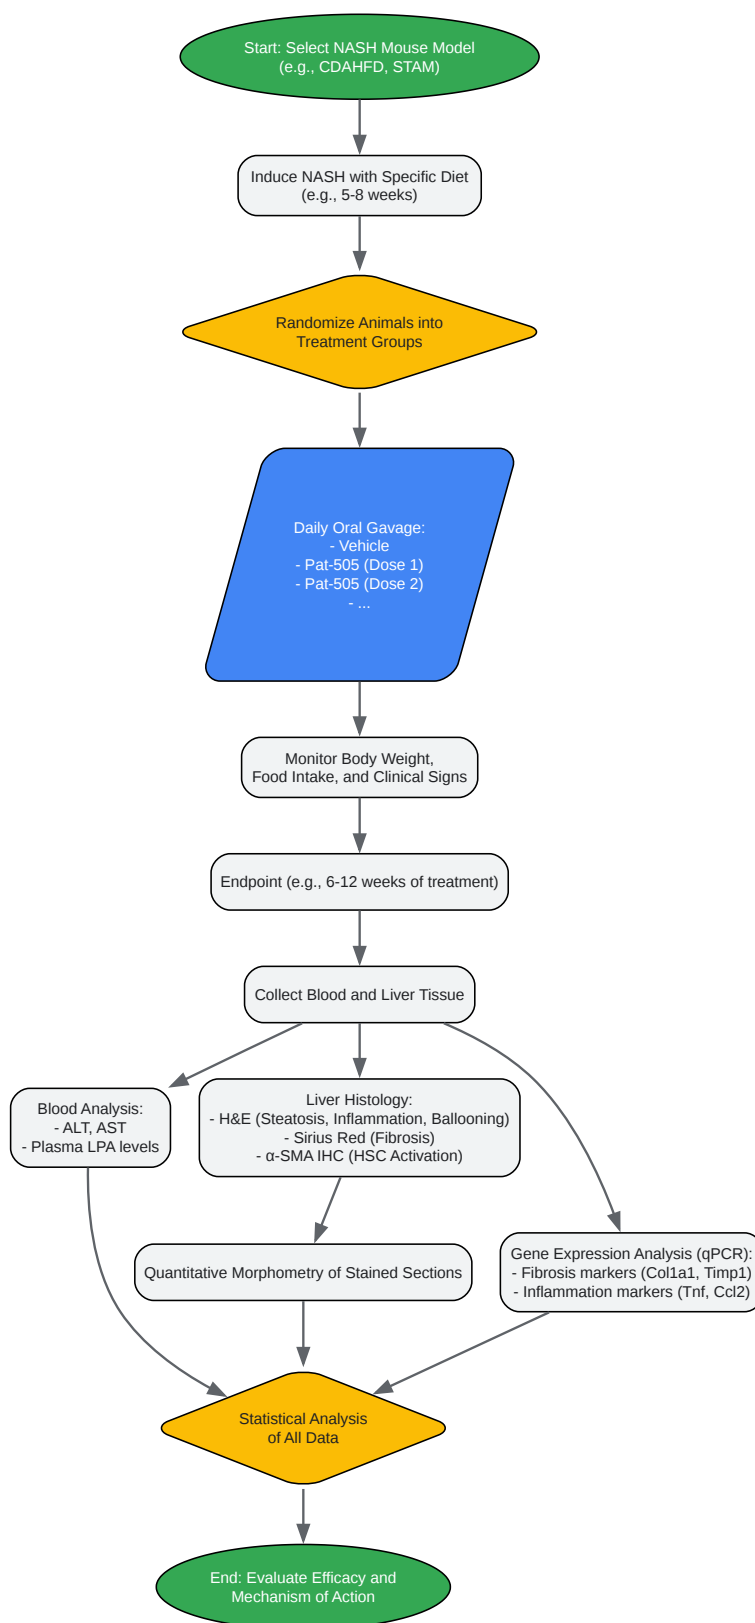 Start: Select NASH Mouse Model
(e.g., CDAHFD, STAM)
Induce NASH with Specific Diet
(e.g., 5-8 weeks)
Randomize Animals into
Treatment Groups
Daily Oral Gavage:
- Vehicle
- Pat-505 (Dose 1)
- Pat-505 (Dose 2)
- ...
Monitor Body Weight,
Food Intake, and Clinical Signs
Endpoint (e.g., 6-12 weeks of treatment)
Collect Blood and Liver Tissue
Blood Analysis:
- ALT, AST
- Plasma LPA levels
Liver Histology:
- H&E (Steatosis, Inflammation, Ballooning)
- Sirius Red (Fibrosis)
- α-SMA IHC (HSC Activation)
Quantitative Morphometry of Stained Sections
Gene Expression Analysis (qPCR):
- Fibrosis markers (Col1a1, Timp1)
- Inflammation markers (Tnf, Ccl2)
Statistical Analysis
of All Data
End: Evaluate Efficacy and
Mechanism of Action